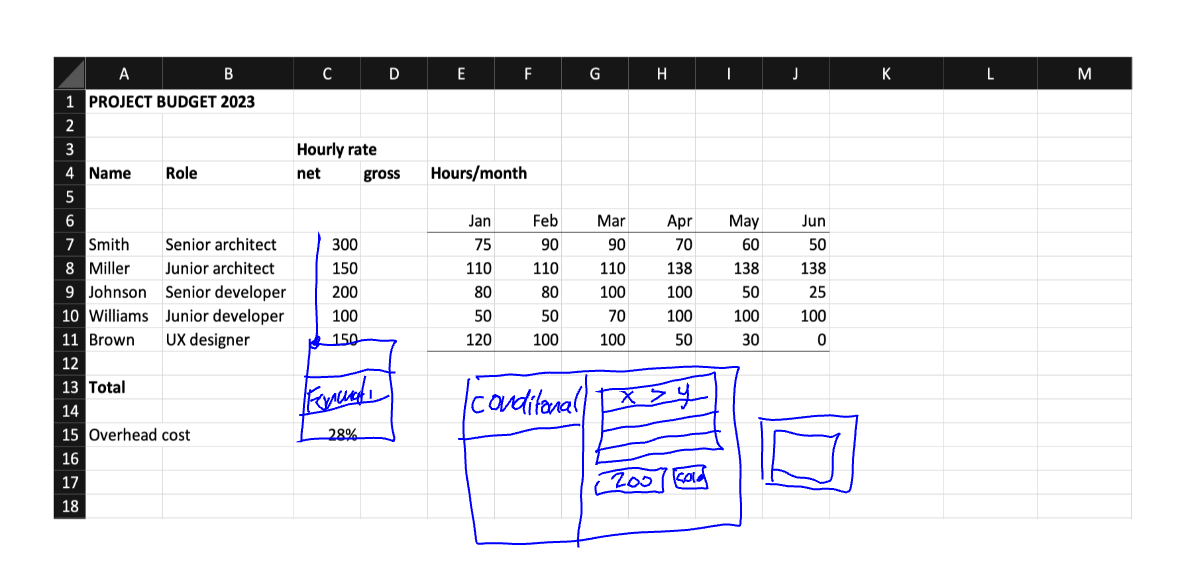 A B C D E F G H I J K L M
1 PROJECT BUDGET 2023
2
3 Hourly rate
4 Name Role net gross Hours/month
5
6 Jan Feb Mar Apr May Jun
7 Smith Senior architect 300 75 90 90 70 60 50
8 Miller Junior architect 150 110 110 110 138 138 138
9 Johnson Senior developer 200 80 80 100 100 50 25
10 Williams Junior developer 100 50 50 70 100 100 100
11 Brown UX designer 150 120 100 100 50 30 0
12
13 Total
conditional x > y
14
15 Overhead cost 28%
16
17 200
18